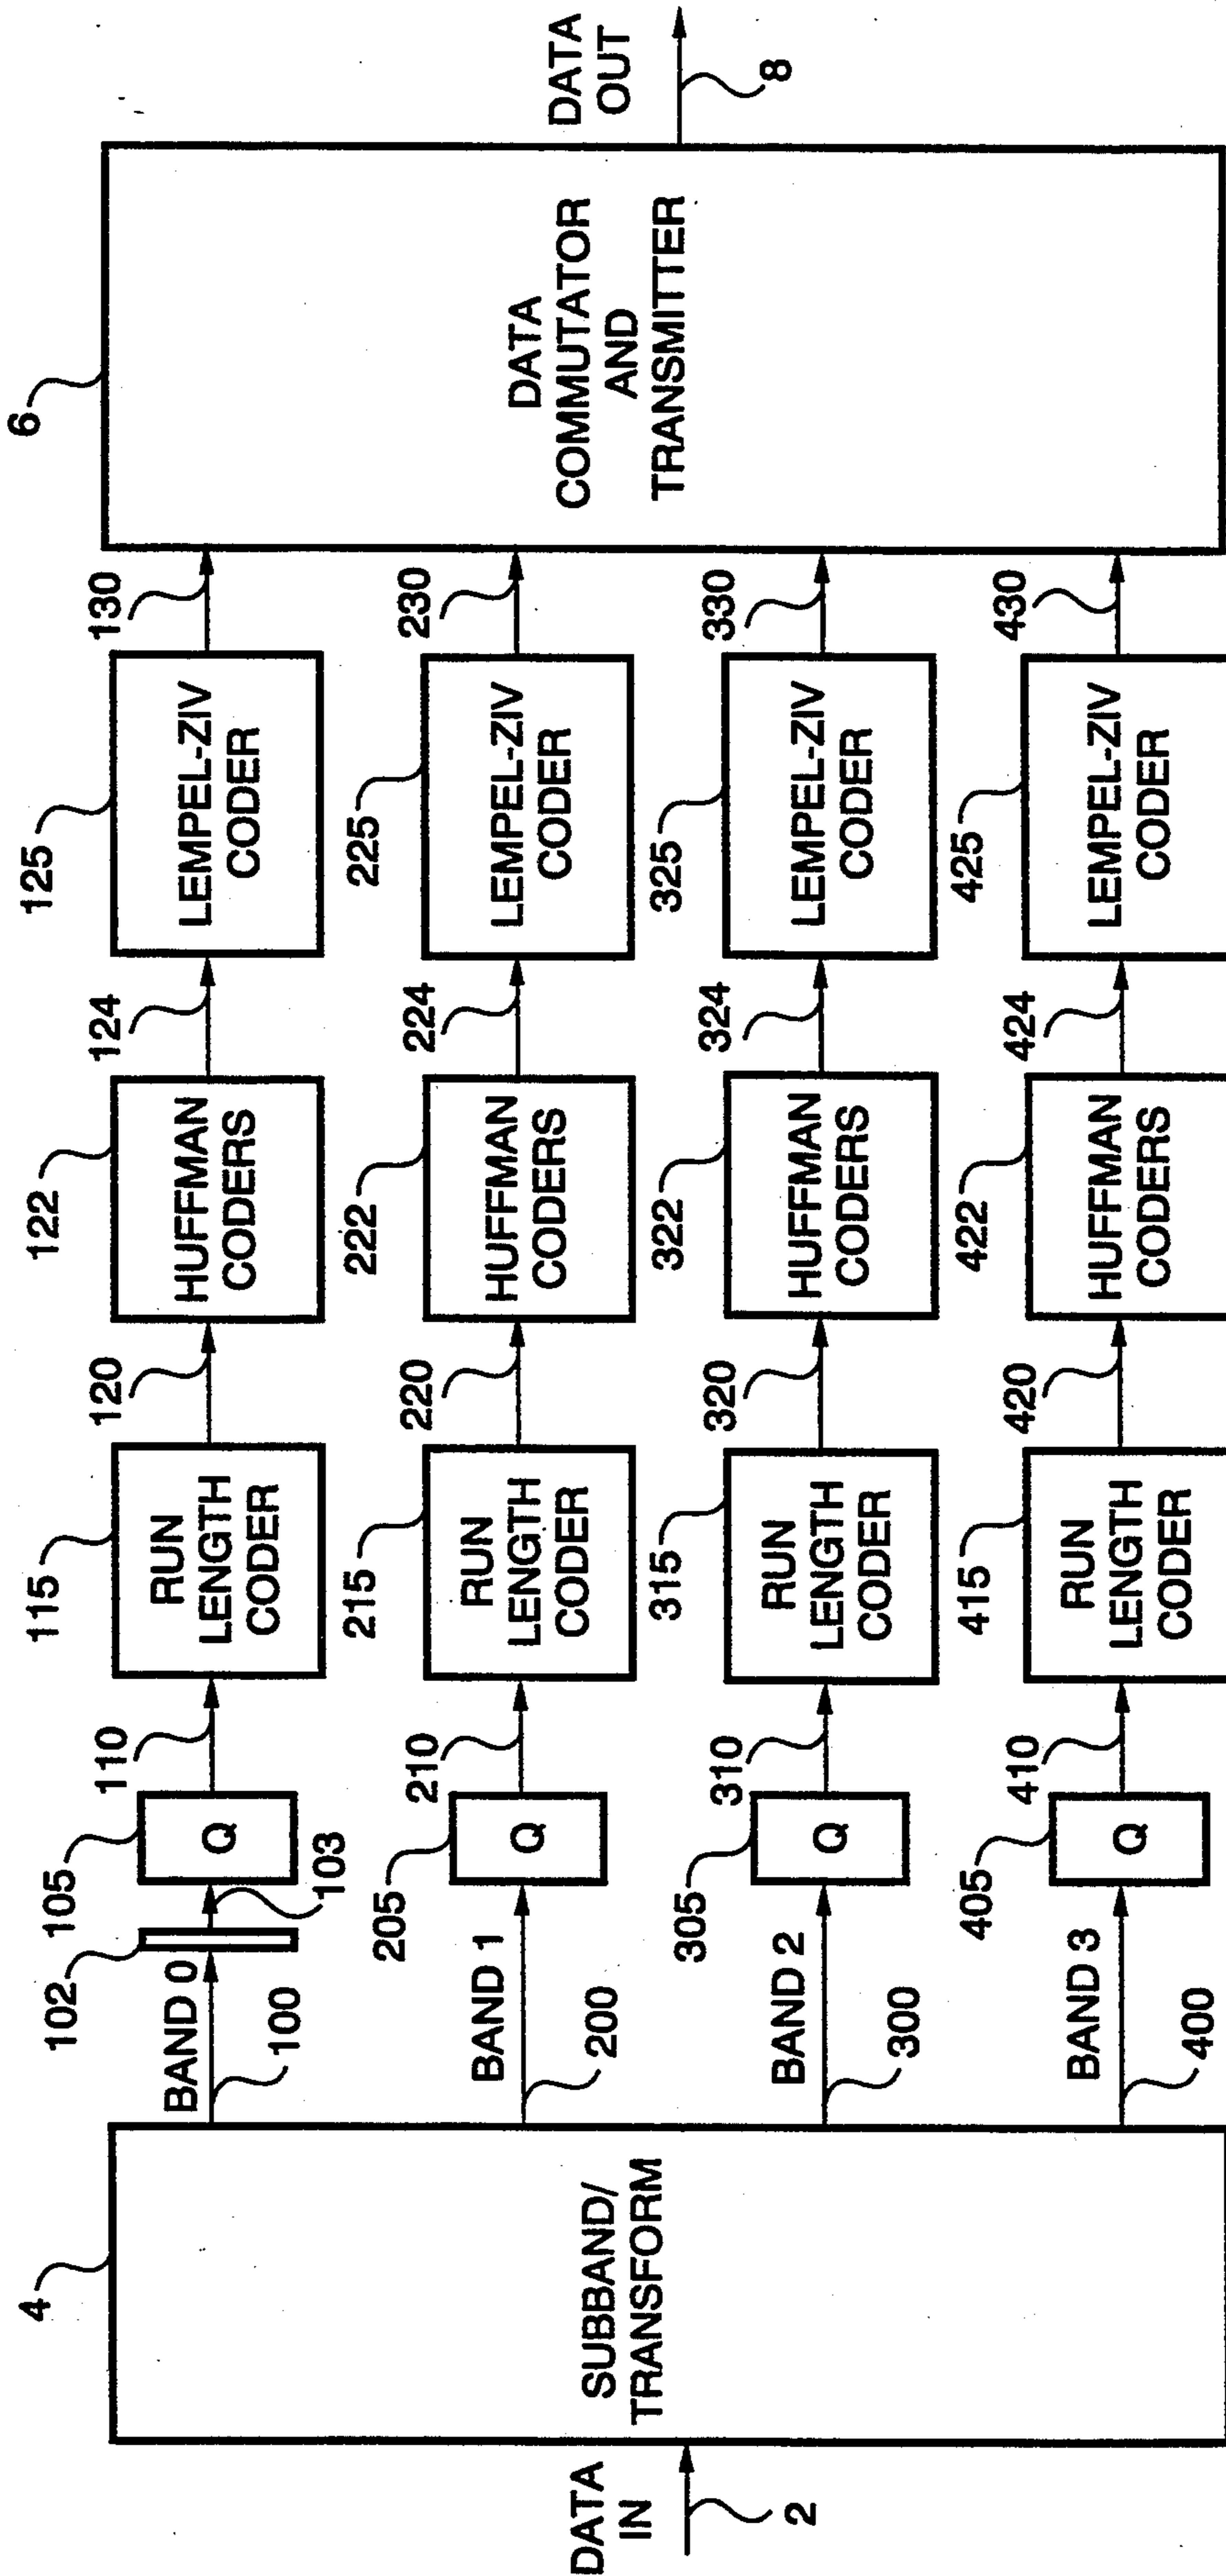 DATA
IN
2
4
SUBBAND/
TRANSFORM
BAND 0
100
102
103
105
Q
110
115
RUN
LENGTH
CODER
120
122
HUFFMAN
CODERS
124
125
LEMPEL-ZIV
CODER
130
BAND 1
200
205
Q
210
215
RUN
LENGTH
CODER
220
222
HUFFMAN
CODERS
224
225
LEMPEL-ZIV
CODER
230
BAND 2
300
305
Q
310
315
RUN
LENGTH
CODER
320
322
HUFFMAN
CODERS
324
325
LEMPEL-ZIV
CODER
330
BAND 3
400
405
Q
410
415
RUN
LENGTH
CODER
420
422
HUFFMAN
CODERS
424
425
LEMPEL-ZIV
CODER
430
6
DATA
COMMUTATOR
AND
TRANSMITTER
DATA
OUT
8